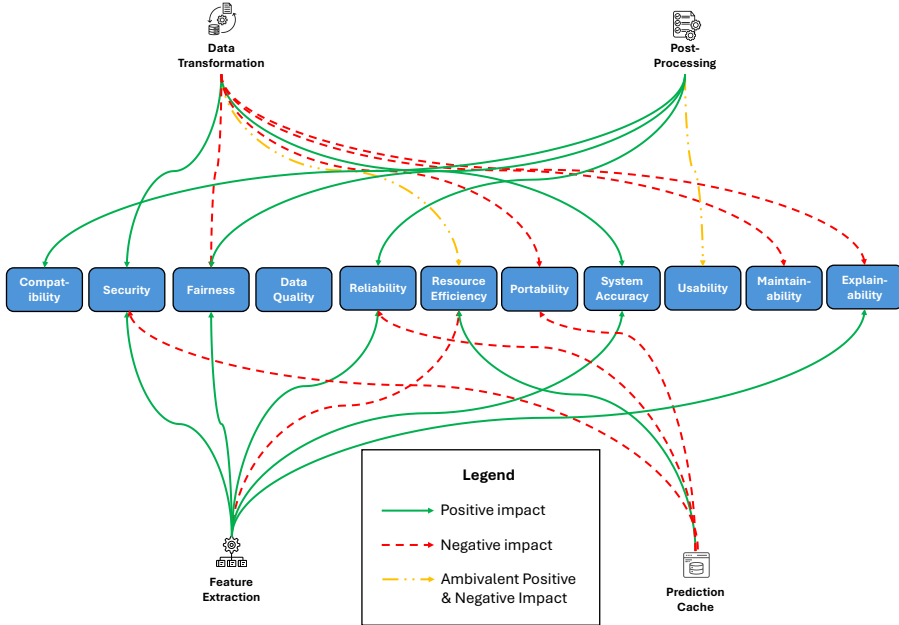 Data
Transformation
Post-
Processing
Compat-
ibility
Security
Fairness
Data
Quality
Reliability
Resource
Efficiency
Portability
System
Accuracy
Usability
Maintain-
ability
Explain-
ability
Legend
Positive impact
Negative impact
Ambivalent Positive
& Negative Impact
Feature
Extraction
Prediction
Cache